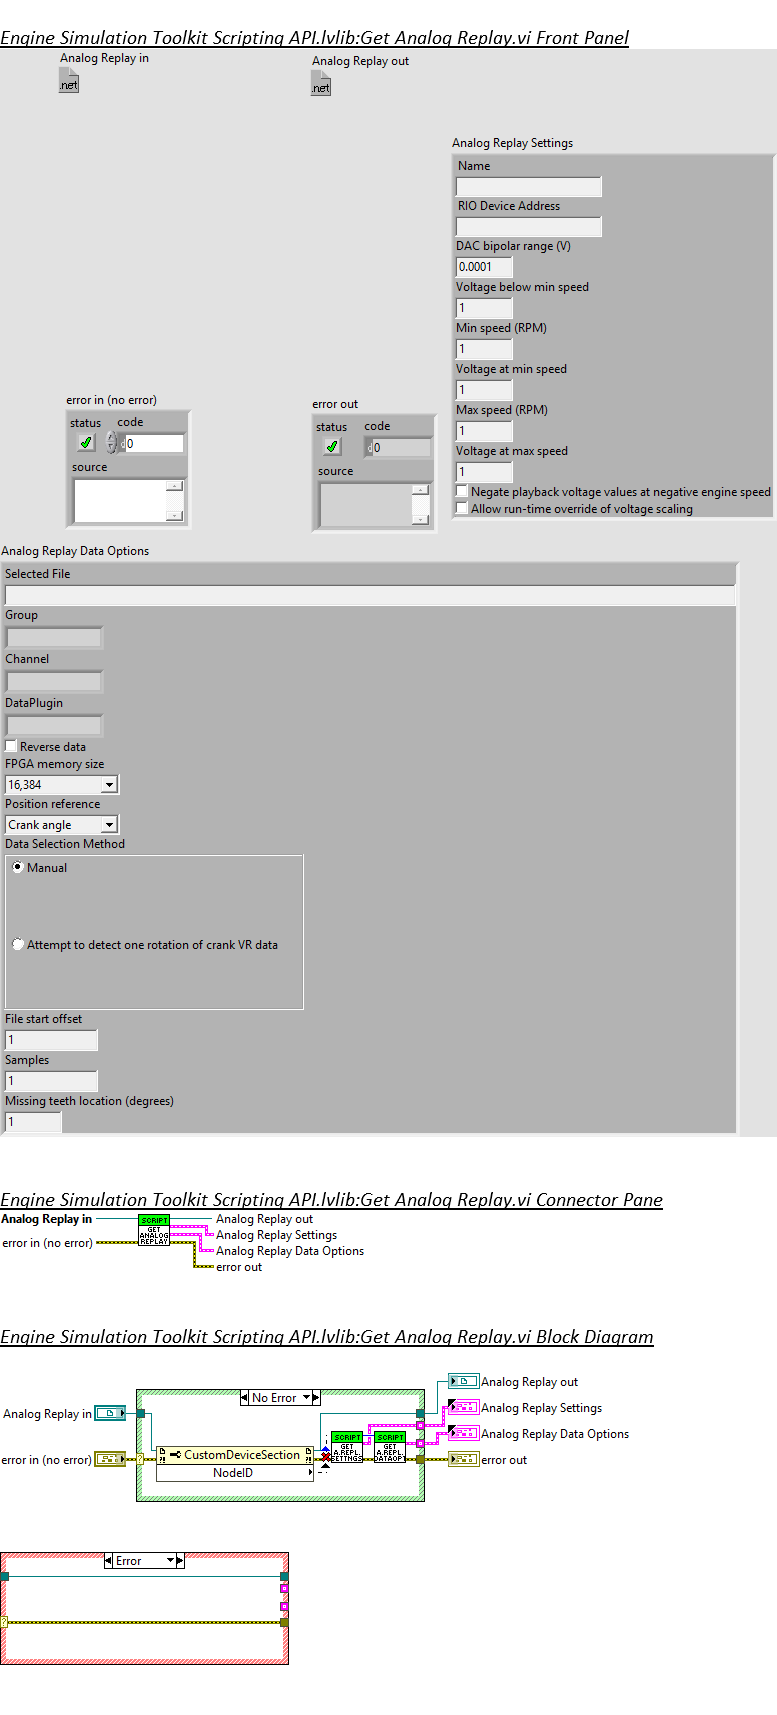 Engine Simulation Toolkit Scripting API.lvlib:Get Analog Replay.vi Front Panel
Analog Replay in
Analog Replay out
.net
.net
Analog Replay Settings
Name
RIO Device Address
DAC bipolar range (V)
0.0001
Voltage below min speed
1
Min speed (RPM)
1
Voltage at min speed
1
Max speed (RPM)
1
Voltage at max speed
1
Negate playback voltage values at negative engine speed
Allow run-time override of voltage scaling
error in (no error)
status code
d 0
source
error out
status code
d 0
source
Analog Replay Data Options
Selected File
Group
Channel
DataPlugin
Reverse data
FPGA memory size
16,384
Position reference
Crank angle
Data Selection Method
Manual
Attempt to detect one rotation of crank VR data
File start offset
1
Samples
1
Missing teeth location (degrees)
1
Engine Simulation Toolkit Scripting API.lvlib:Get Analog Replay.vi Connector Pane
Analog Replay in
error in (no error)
SCRIPT
GET
ANALOG
REPLAY
Analog Replay out
Analog Replay Settings
Analog Replay Data Options
error out
Engine Simulation Toolkit Scripting API.lvlib:Get Analog Replay.vi Block Diagram
No Error
Analog Replay in
error in (no error)
?
CustomDeviceSection
?!
?!
NodeID
SCRIPT
GET
A.REPL.
SETTNGS
SCRIPT
GET
A.REPL.
DATAOPT
Analog Replay out
Analog Replay Settings
Analog Replay Data Options
error out
Error
?